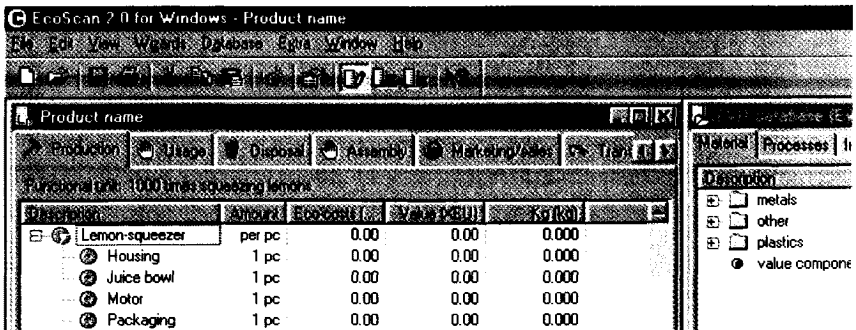 EcoScan 2.0 for Windows - Product name
File Edit View Wizards Database Extra Window Help
Product name
Production Usage Disposal Assembly Marketing/sales Tran
Functional unit: 1000 times squeezing lemons
Description Amount Value Kg
Lemon-squeezer per pc 0.00 0.00 0.000
Housing 1 pc 0.00 0.00 0.000
Juice bowl 1 pc 0.00 0.00 0.000
Motor 1 pc 0.00 0.00 0.000
Packaging 1 pc 0.00 0.00 0.000
database
Material Processes
Description
metals
other
plastics
value compone